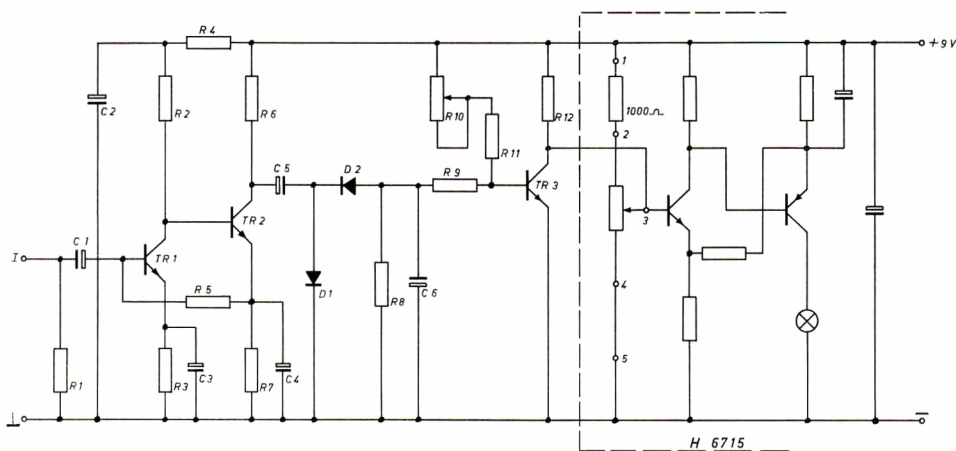 R4
+9V
1
C2
R2
R6
R10
R11
R12
1000Ω
2
C5
D2
R9
TR3
3
C1
TR2
I
TR1
R5
D1
R8
C6
4
5
R1
R3
C3
R7
C4
⊥
−
H 6715